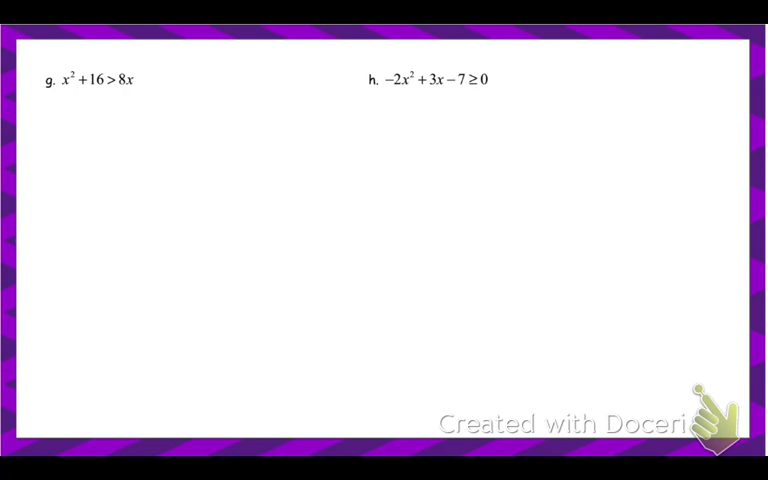 g. x² + 16 > 8x
h. −2x² + 3x − 7 ≥ 0
Created with Doceri